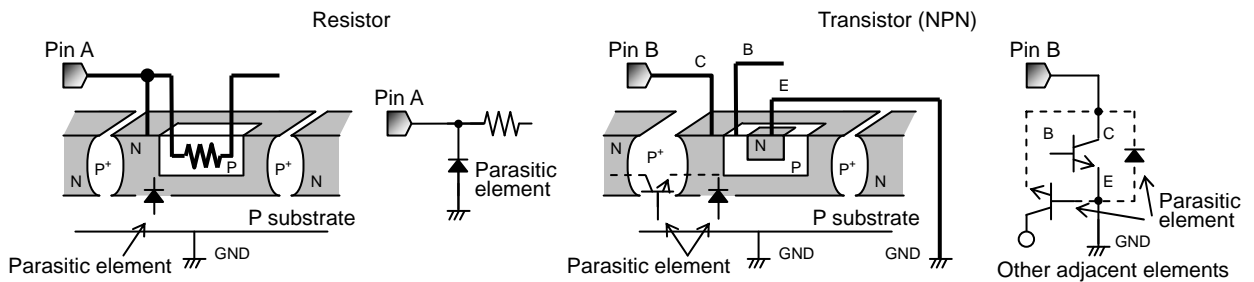 Resistor
Pin A
N
P+
N
P
P+
N
P substrate
Parasitic element
GND
Pin A
Parasitic
element
Transistor (NPN)
Pin B
C
B
E
N
P+
N
P
P+
N
P substrate
Parasitic element
GND
GND
Pin B
B
C
E
Parasitic
element
GND
Other adjacent elements